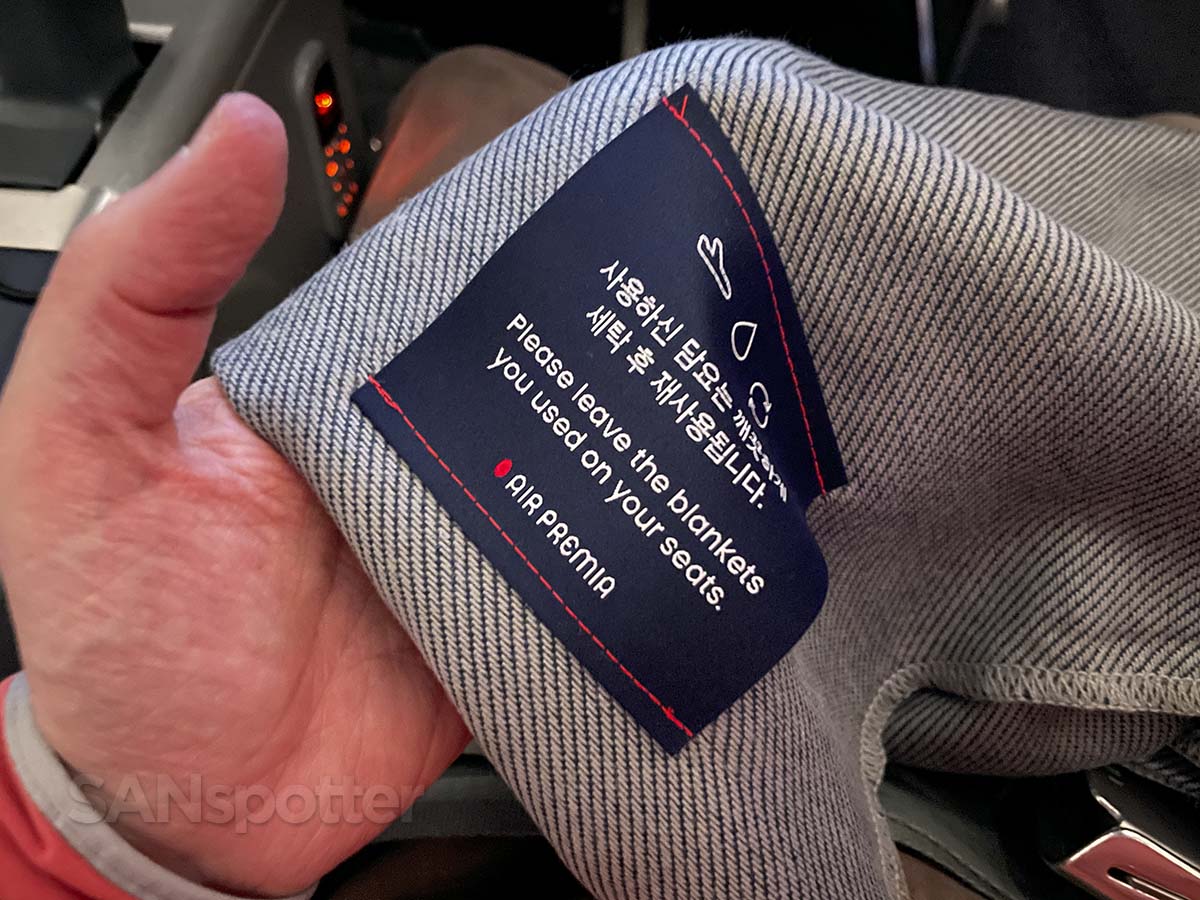 사용하신 담요는 깨끗하게
세탁 후 재사용됩니다.
Please leave the blankets
you used on your seats.
AIR PREMIA
SANspotter